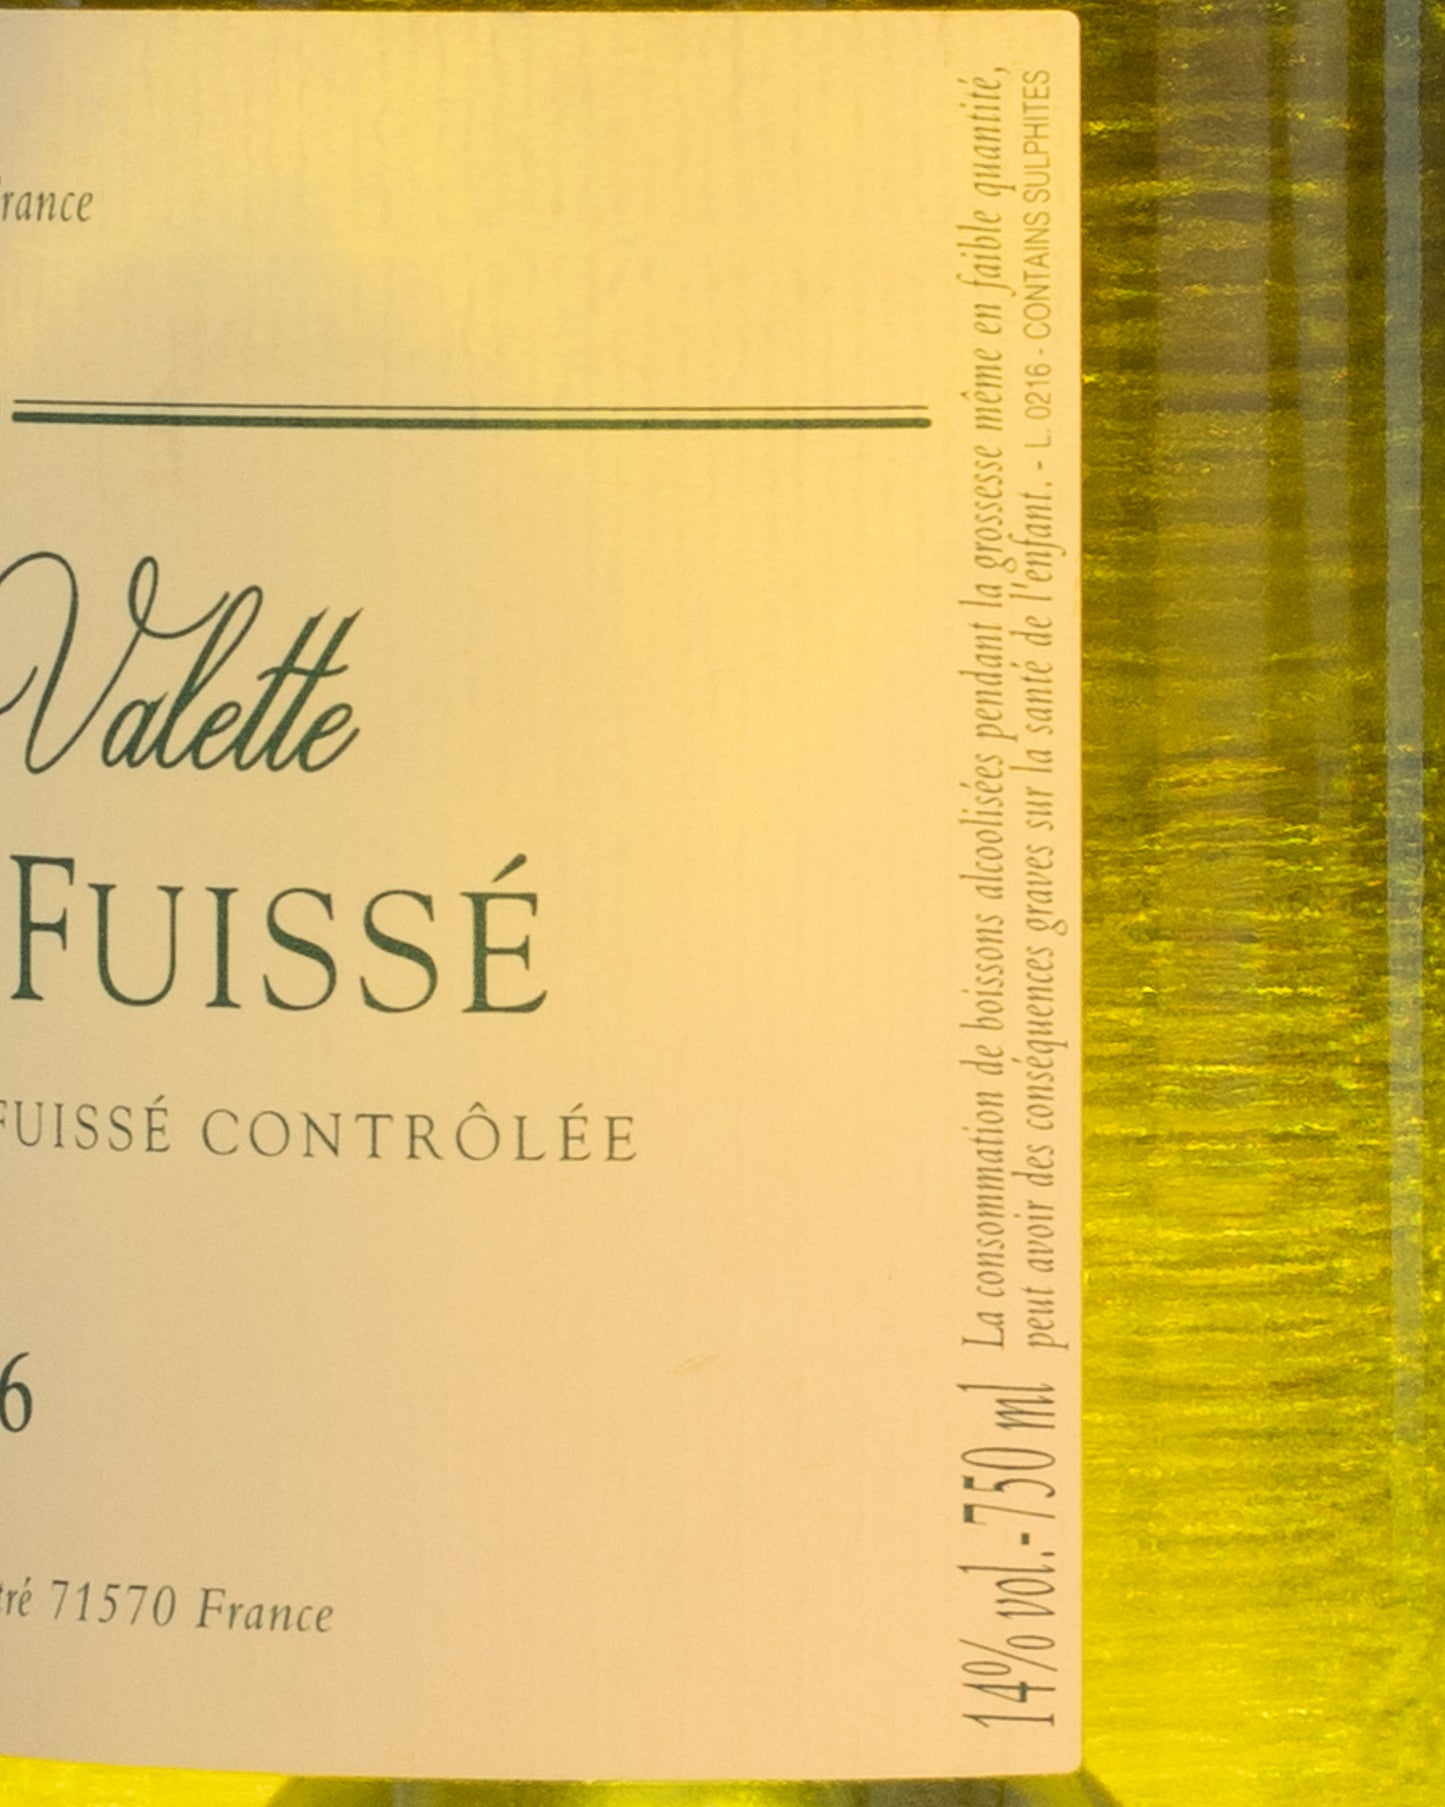 rance
Valette
FUISSÉ
FUISSÉ CONTRÔLÉE
6
tré 71570 France
14% vol. - 750 ml
La consommation de boissons alcoolisées pendant la grossesse même en faible quantité,
peut avoir des conséquences graves sur la santé de l'enfant. - L. 0216 - CONTAINS SULPHITES